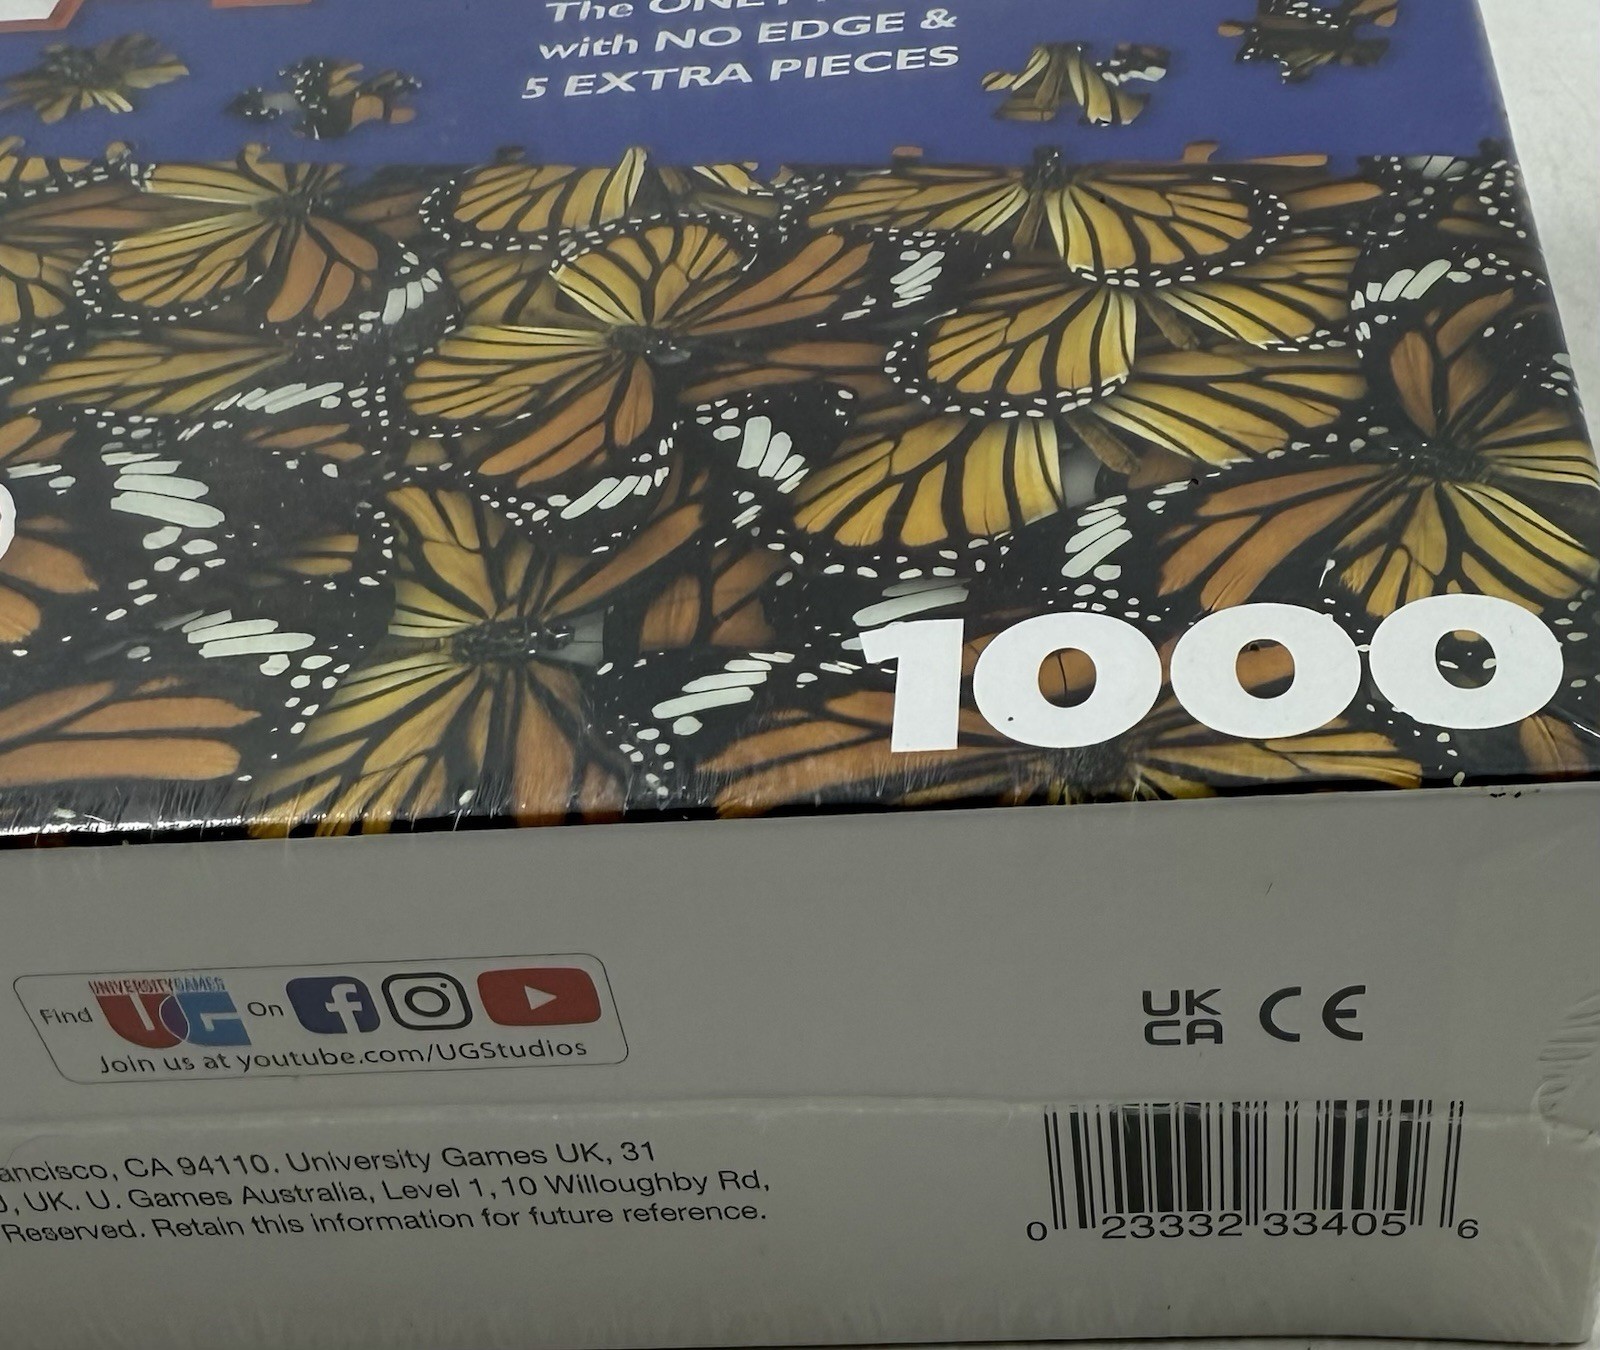 The
with NO EDGE &
5 EXTRA PIECES
1000
UNIVERSITY GAMES
Find UG On
Join us at youtube.com/UGStudios
UK
CA CE
CA 94110. University Games UK, 31
UK. U. Games Australia, Level 1, 10 Willoughby Rd,
Reserved. Retain this information for future reference.
0 23332 33405 6